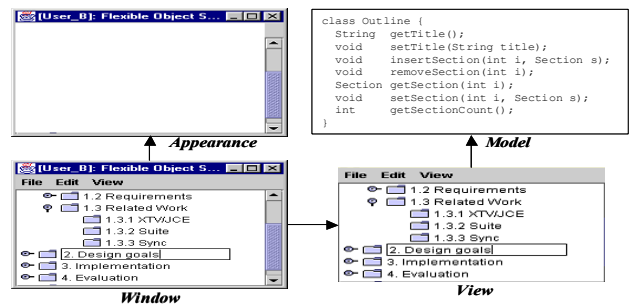 [User_B]: Flexible Object S...
class Outline {
String getTitle();
void setTitle(String title);
void insertSection(int i, Section s);
void removeSection(int i);
Section getSection(int i);
void setSection(int i, Section s);
int getSectionCount();
}
Appearance
Model
[User_B]: Flexible Object S...
File Edit View
1.2 Requirements
1.3 Related Work
1.3.1 XTV/JCE
1.3.2 Suite
1.3.3 Sync
2. Design goals
3. Implementation
4. Evaluation
Window
File Edit View
1.2 Requirements
1.3 Related Work
1.3.1 XTV/JCE
1.3.2 Suite
1.3.3 Sync
2. Design goals
3. Implementation
4. Evaluation
View